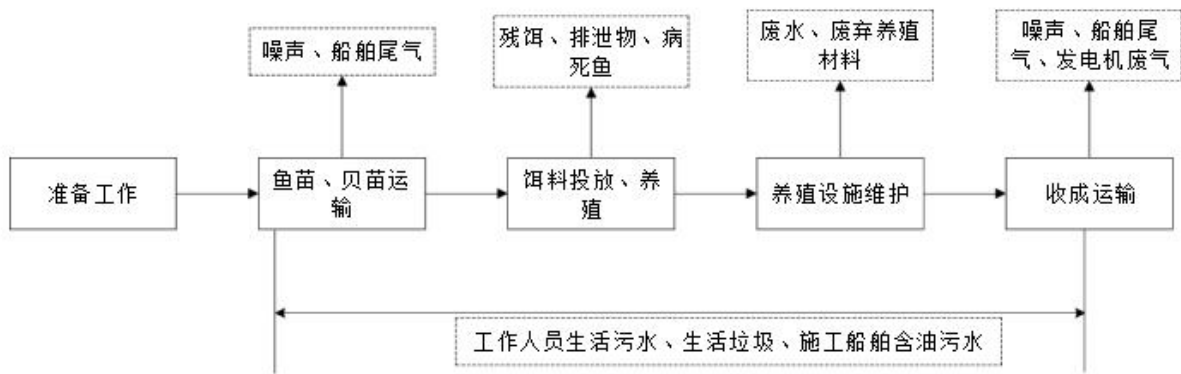 噪声、船舶尾气
残饵、排泄物、病
死鱼
废水、废弃养殖
材料
噪声、船舶尾
气、发电机废气
准备工作
鱼苗、贝苗运
输
饵料投放、养
殖
养殖设施维护
收成运输
工作人员生活污水、生活垃圾、施工船舶含油污水